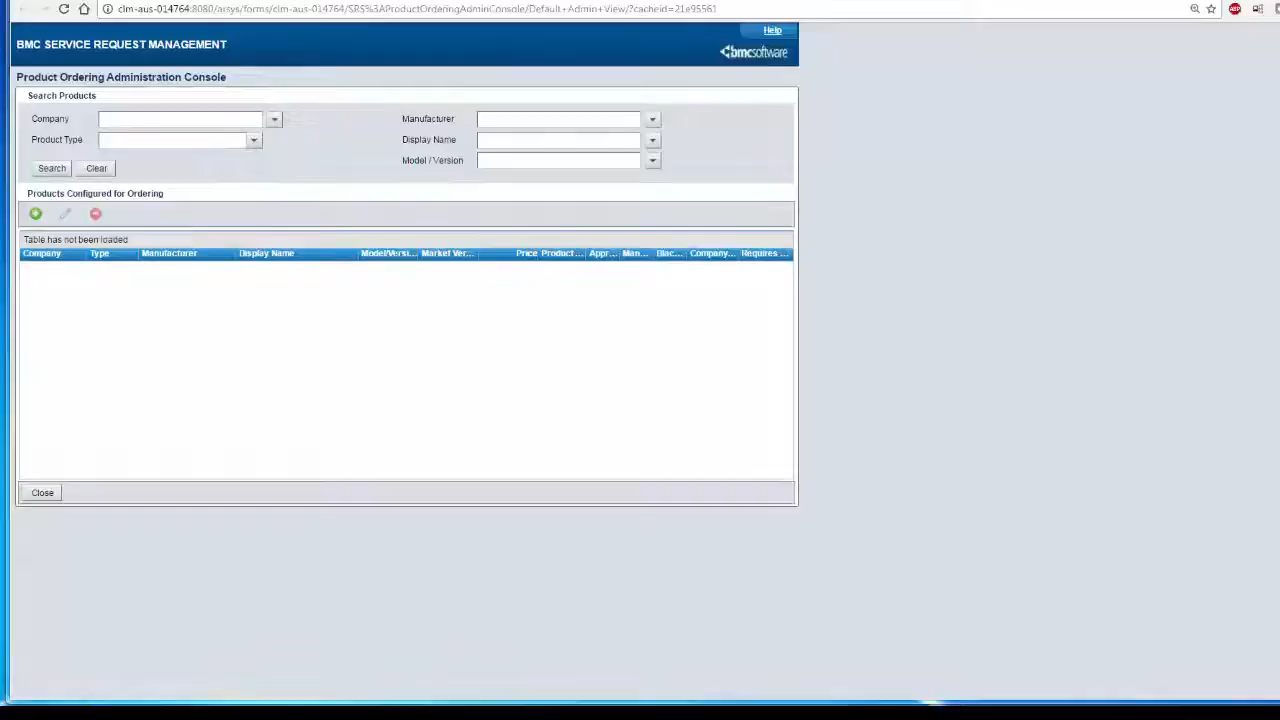 clm-aus-014764:8080/arsys/forms/clm-aus-014764/SRS%3AProductOrderingAdminConsole/Default+Admin+View/?cacheid=21e95561
Help
BMC SERVICE REQUEST MANAGEMENT
bmcsoftware
Product Ordering Administration Console
Search Products
Company
Manufacturer
Product Type
Display Name
Model / Version
Search
Clear
Products Configured for Ordering
Table has not been loaded
Company Type Manufacturer Display Name Model/Versi... Market Ver... Price Product ... Appr... Man... Blac... Company... Requires ...
Close